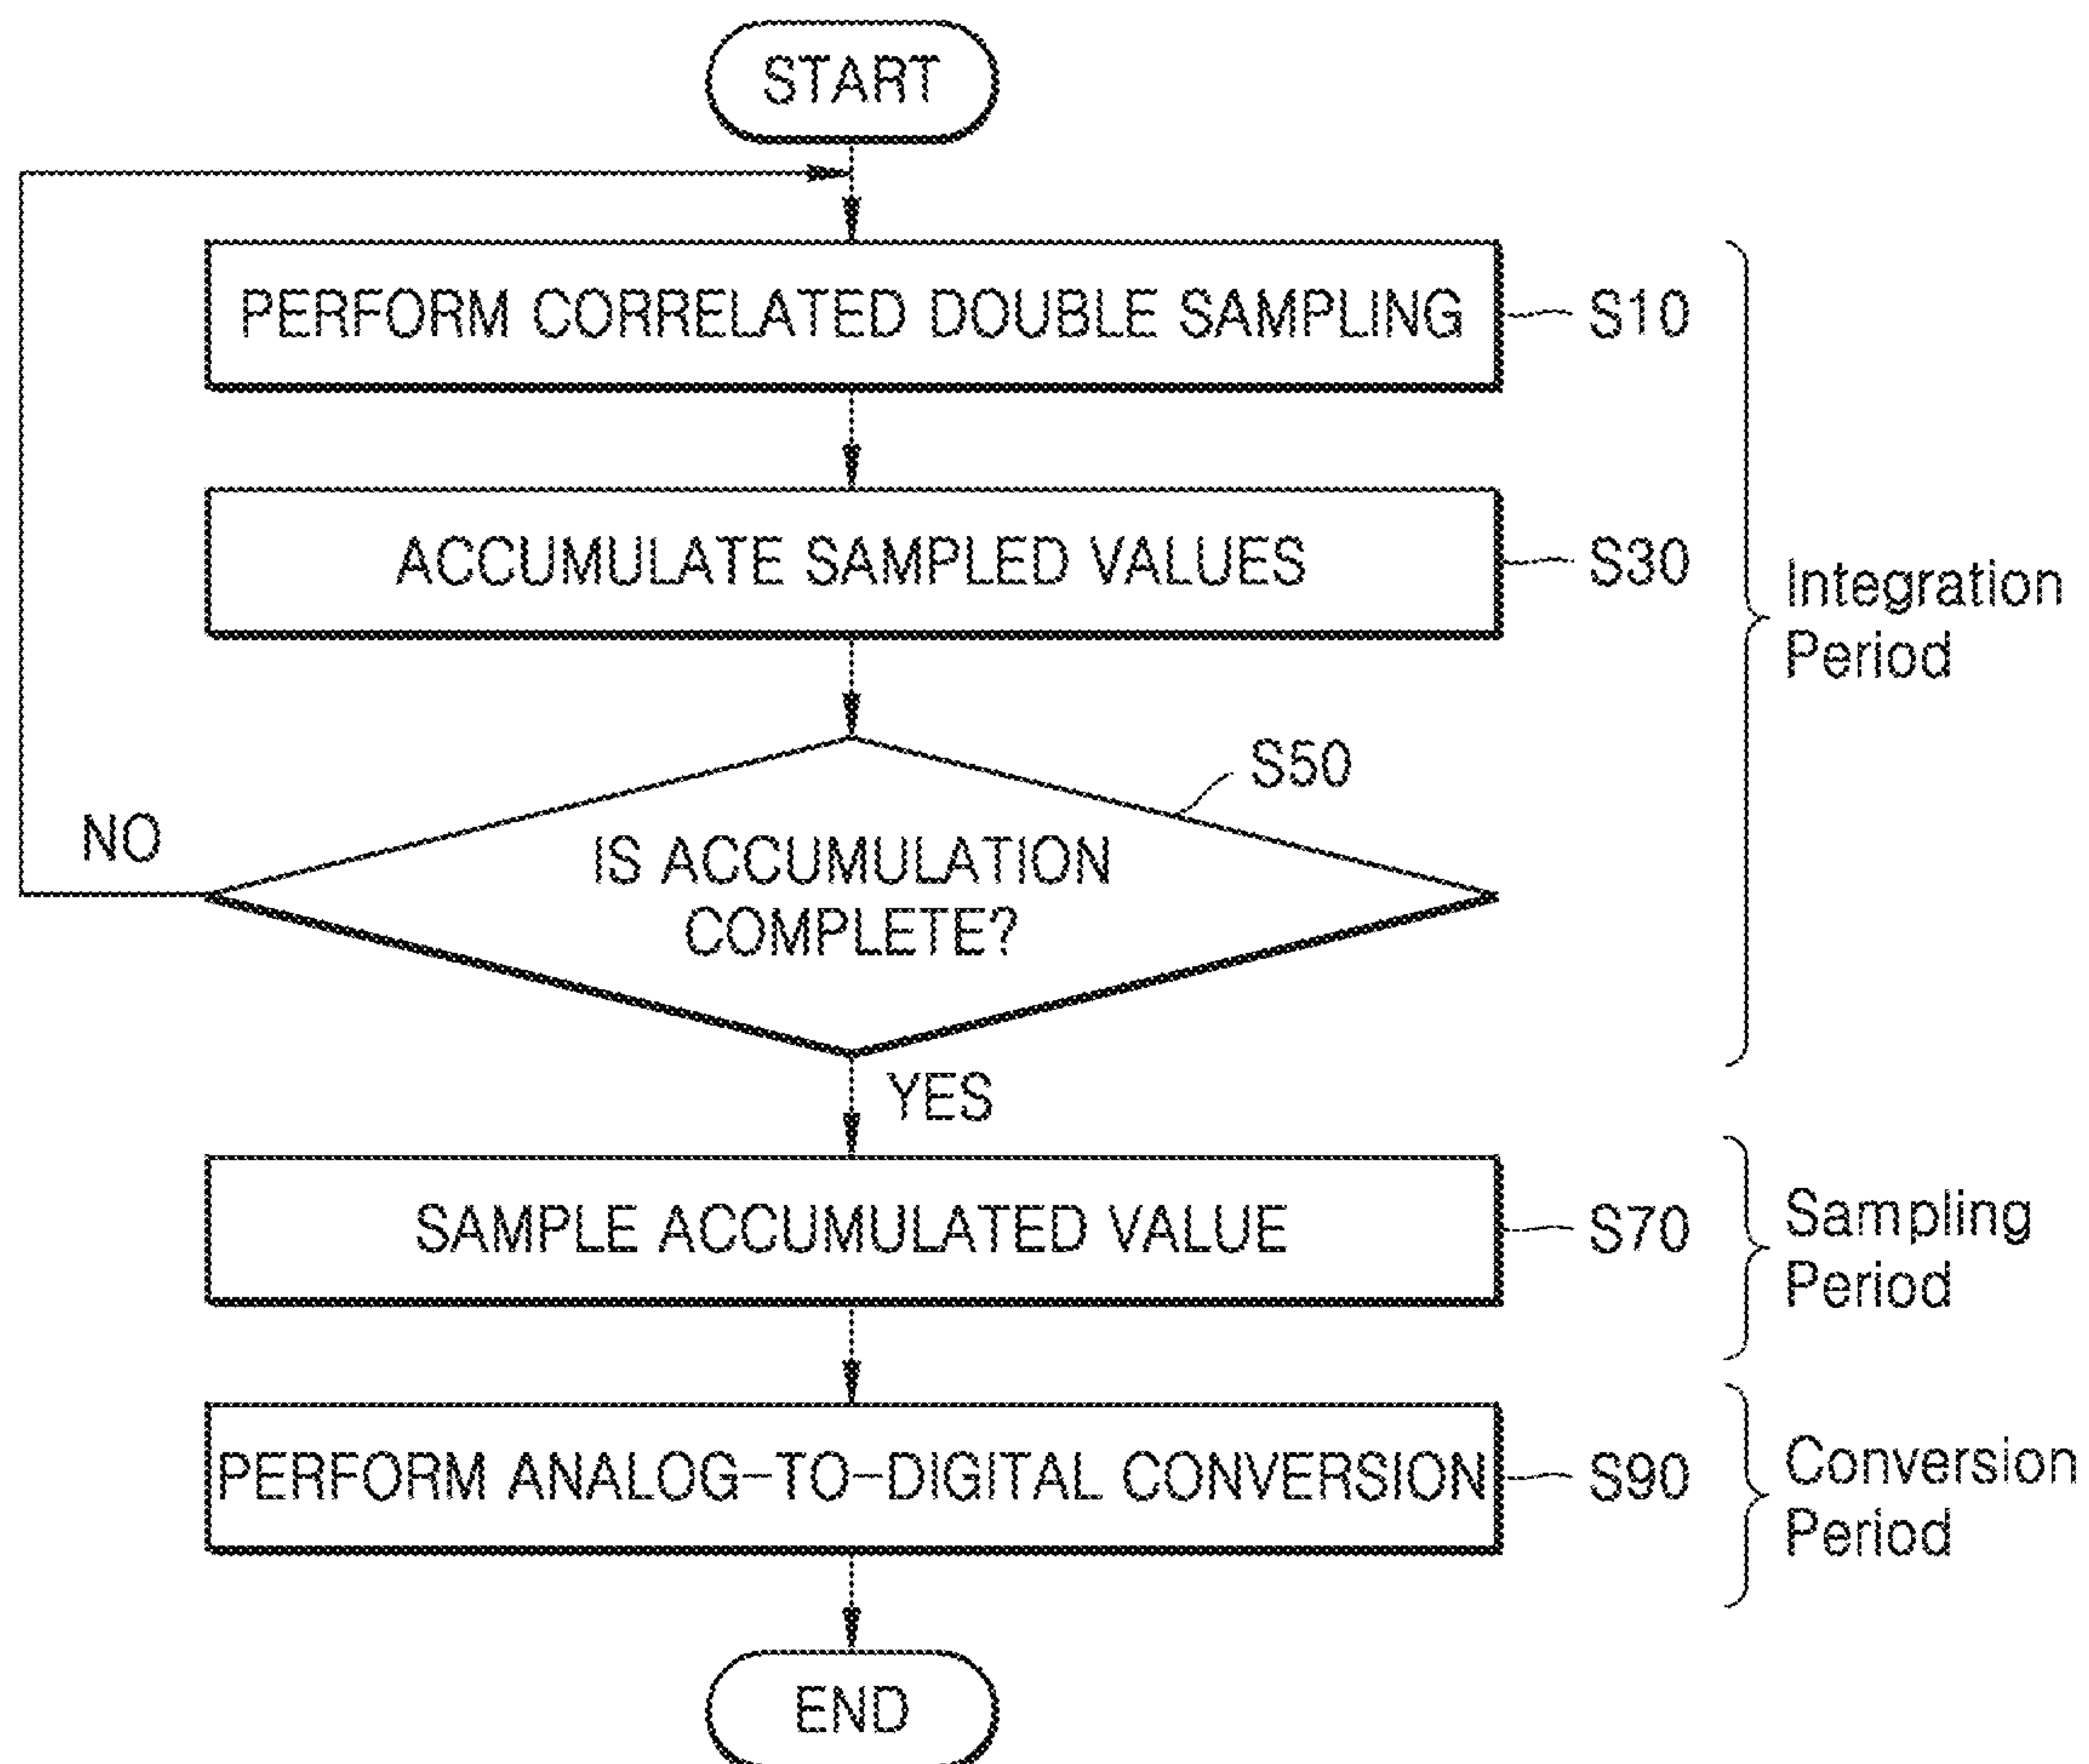 START
PERFORM CORRELATED DOUBLE SAMPLING
S10
ACCUMULATE SAMPLED VALUES
S30
Integration
Period
S50
NO
IS ACCUMULATION
COMPLETE?
YES
SAMPLE ACCUMULATED VALUE
S70
Sampling
Period
PERFORM ANALOG-TO-DIGITAL CONVERSION
S90
Conversion
Period
END